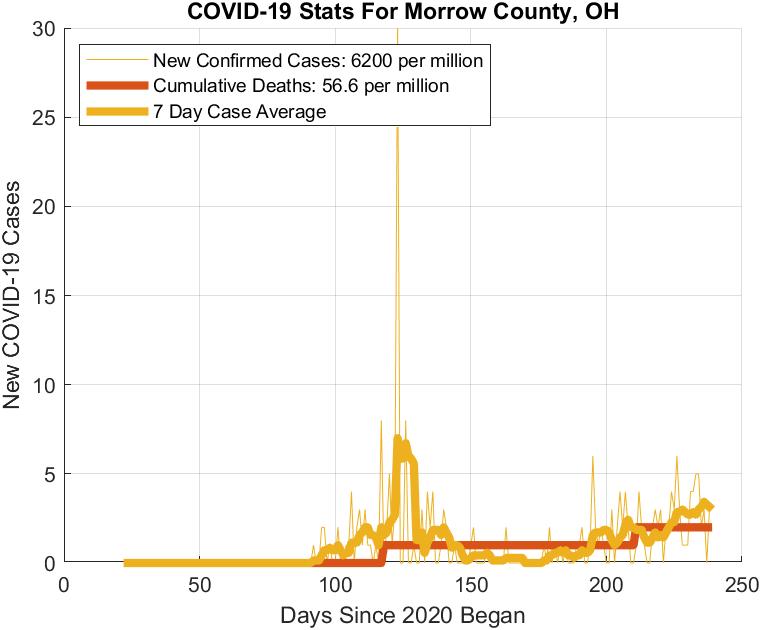 COVID-19 Stats For Morrow County, OH
New Confirmed Cases: 6200 per million
Cumulative Deaths: 56.6 per million
7 Day Case Average
New COVID-19 Cases
30
25
20
15
10
5
0
0 50 100 150 200 250
Days Since 2020 Began